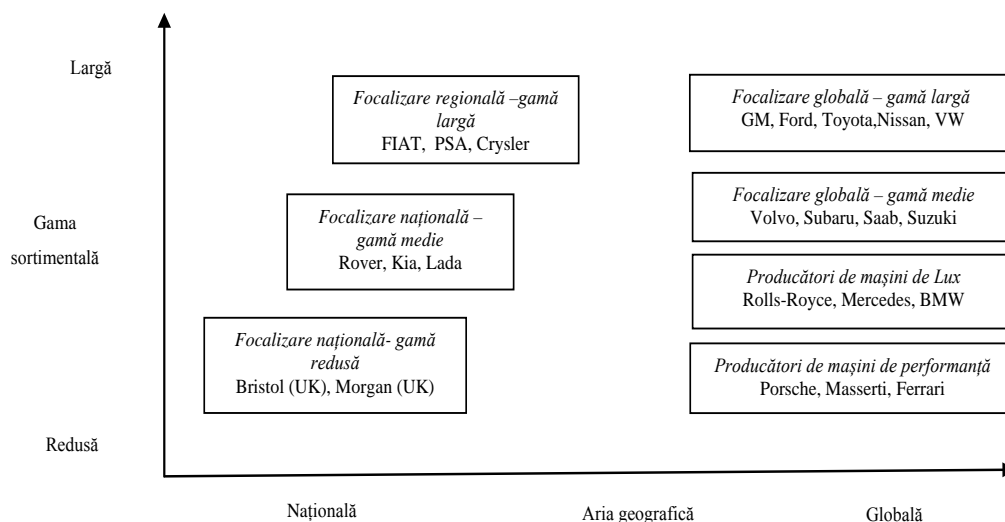 Largă
Focalizare regională –gamă
largă
FIAT, PSA, Crysler
Focalizare globală – gamă largă
GM, Ford, Toyota,Nissan, VW
Gama
sortimentală
Focalizare națională –
gamă medie
Rover, Kia, Lada
Focalizare globală – gamă medie
Volvo, Subaru, Saab, Suzuki
Producători de mașini de Lux
Rolls-Royce, Mercedes, BMW
Focalizare națională- gamă
redusă
Bristol (UK), Morgan (UK)
Producători de mașini de performanță
Porsche, Masserti, Ferrari
Redusă
Națională
Aria geografică
Globală